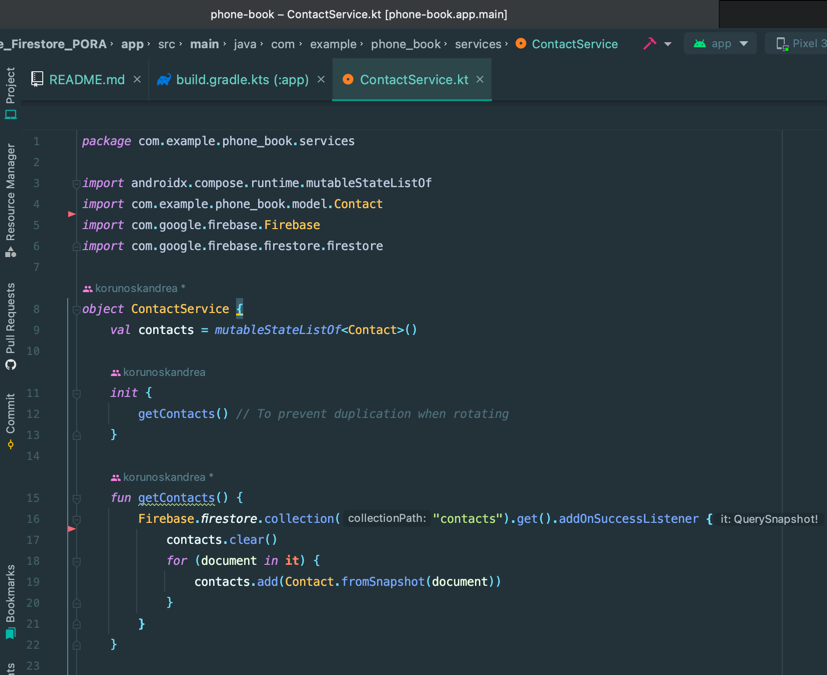 phone-book – ContactService.kt [phone-book.app.main]
e_Firestore_PORA › app › src › main › java › com › example › phone_book › services › ContactService
app
Pixel 3
README.md
build.gradle.kts (:app)
ContactService.kt
Project
Resource Manager
Pull Requests
Commit
Bookmarks
1 package com.example.phone_book.services
2
3 import androidx.compose.runtime.mutableStateListOf
4 import com.example.phone_book.model.Contact
5 import com.google.firebase.Firebase
6 import com.google.firebase.firestore.firestore
7
korunoskandrea *
8 object ContactService {
9 val contacts = mutableStateListOf<Contact>()
10
korunoskandrea
11 init {
12 getContacts() // To prevent duplication when rotating
13 }
14
korunoskandrea *
15 fun getContacts() {
16 Firebase.firestore.collection( collectionPath: "contacts").get().addOnSuccessListener { it: QuerySnapshot!
17 contacts.clear()
18 for (document in it) {
19 contacts.add(Contact.fromSnapshot(document))
20 }
21 }
22 }
23